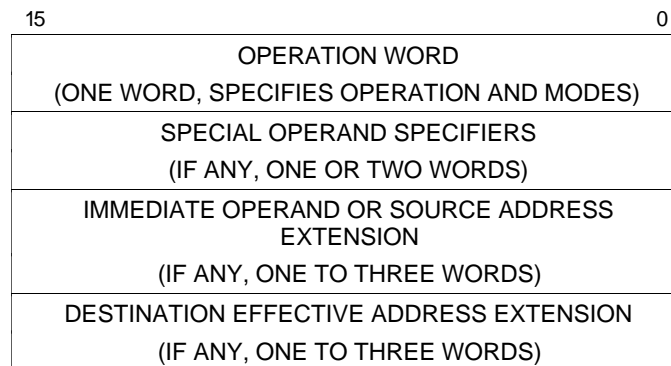 15 0
OPERATION WORD
(ONE WORD, SPECIFIES OPERATION AND MODES)
SPECIAL OPERAND SPECIFIERS
(IF ANY, ONE OR TWO WORDS)
IMMEDIATE OPERAND OR SOURCE ADDRESS
EXTENSION
(IF ANY, ONE TO THREE WORDS)
DESTINATION EFFECTIVE ADDRESS EXTENSION
(IF ANY, ONE TO THREE WORDS)